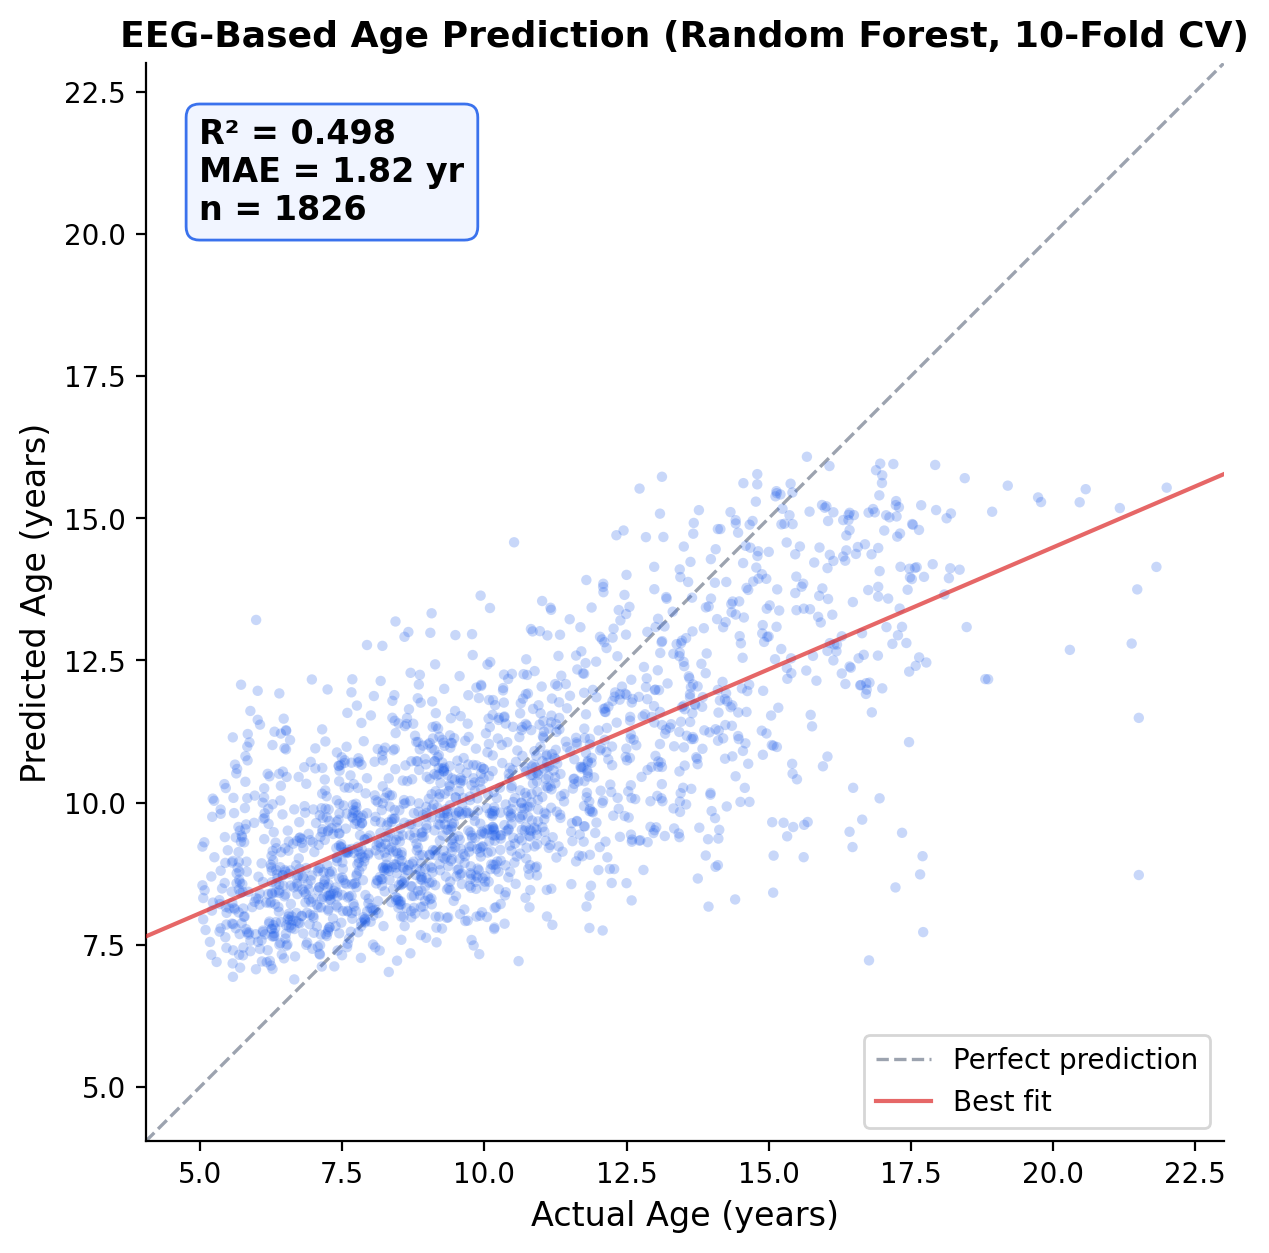 EEG-Based Age Prediction (Random Forest, 10-Fold CV)
R² = 0.498
MAE = 1.82 yr
n = 1826
22.5
20.0
17.5
15.0
12.5
10.0
7.5
5.0
Predicted Age (years)
Perfect prediction
Best fit
5.0 7.5 10.0 12.5 15.0 17.5 20.0 22.5
Actual Age (years)